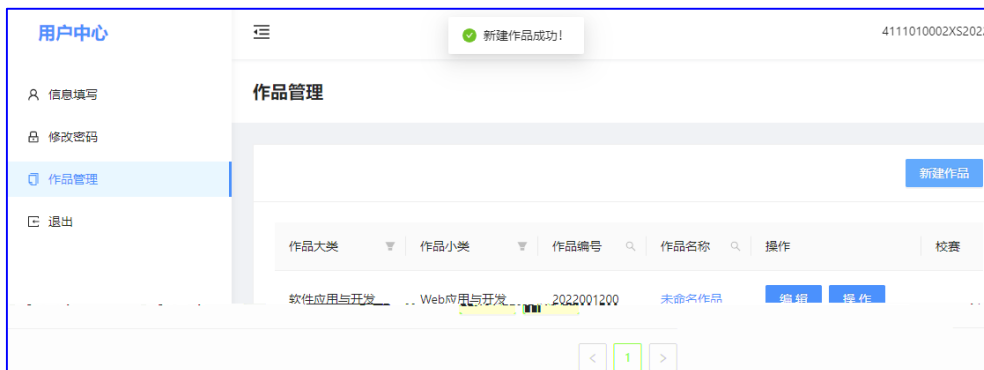 用户中心
新建作品成功!
4111010002XS202
信息填写
作品管理
修改密码
作品管理
新建作品
退出
作品大类 作品小类 作品编号 作品名称 操作 校赛
软件应用与开发 Web应用与开发 2022001200 未命名作品 编辑 操作
< 1 >